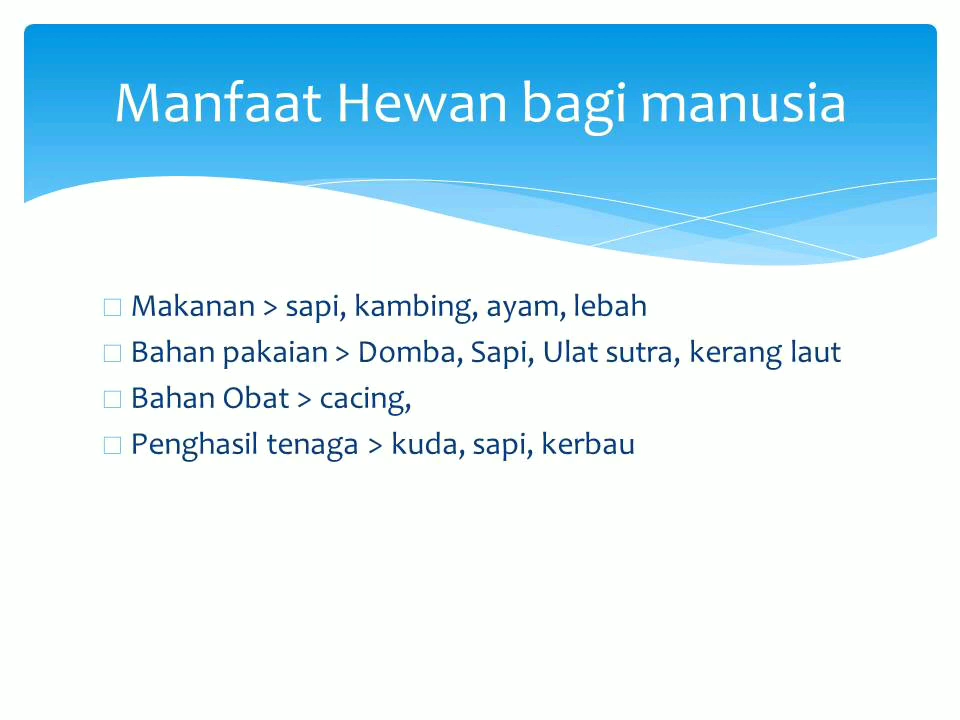 Manfaat Hewan bagi manusia
Makanan > sapi, kambing, ayam, lebah
Bahan pakaian > Domba, Sapi, Ulat sutra, kerang laut
Bahan Obat > cacing,
Penghasil tenaga > kuda, sapi, kerbau